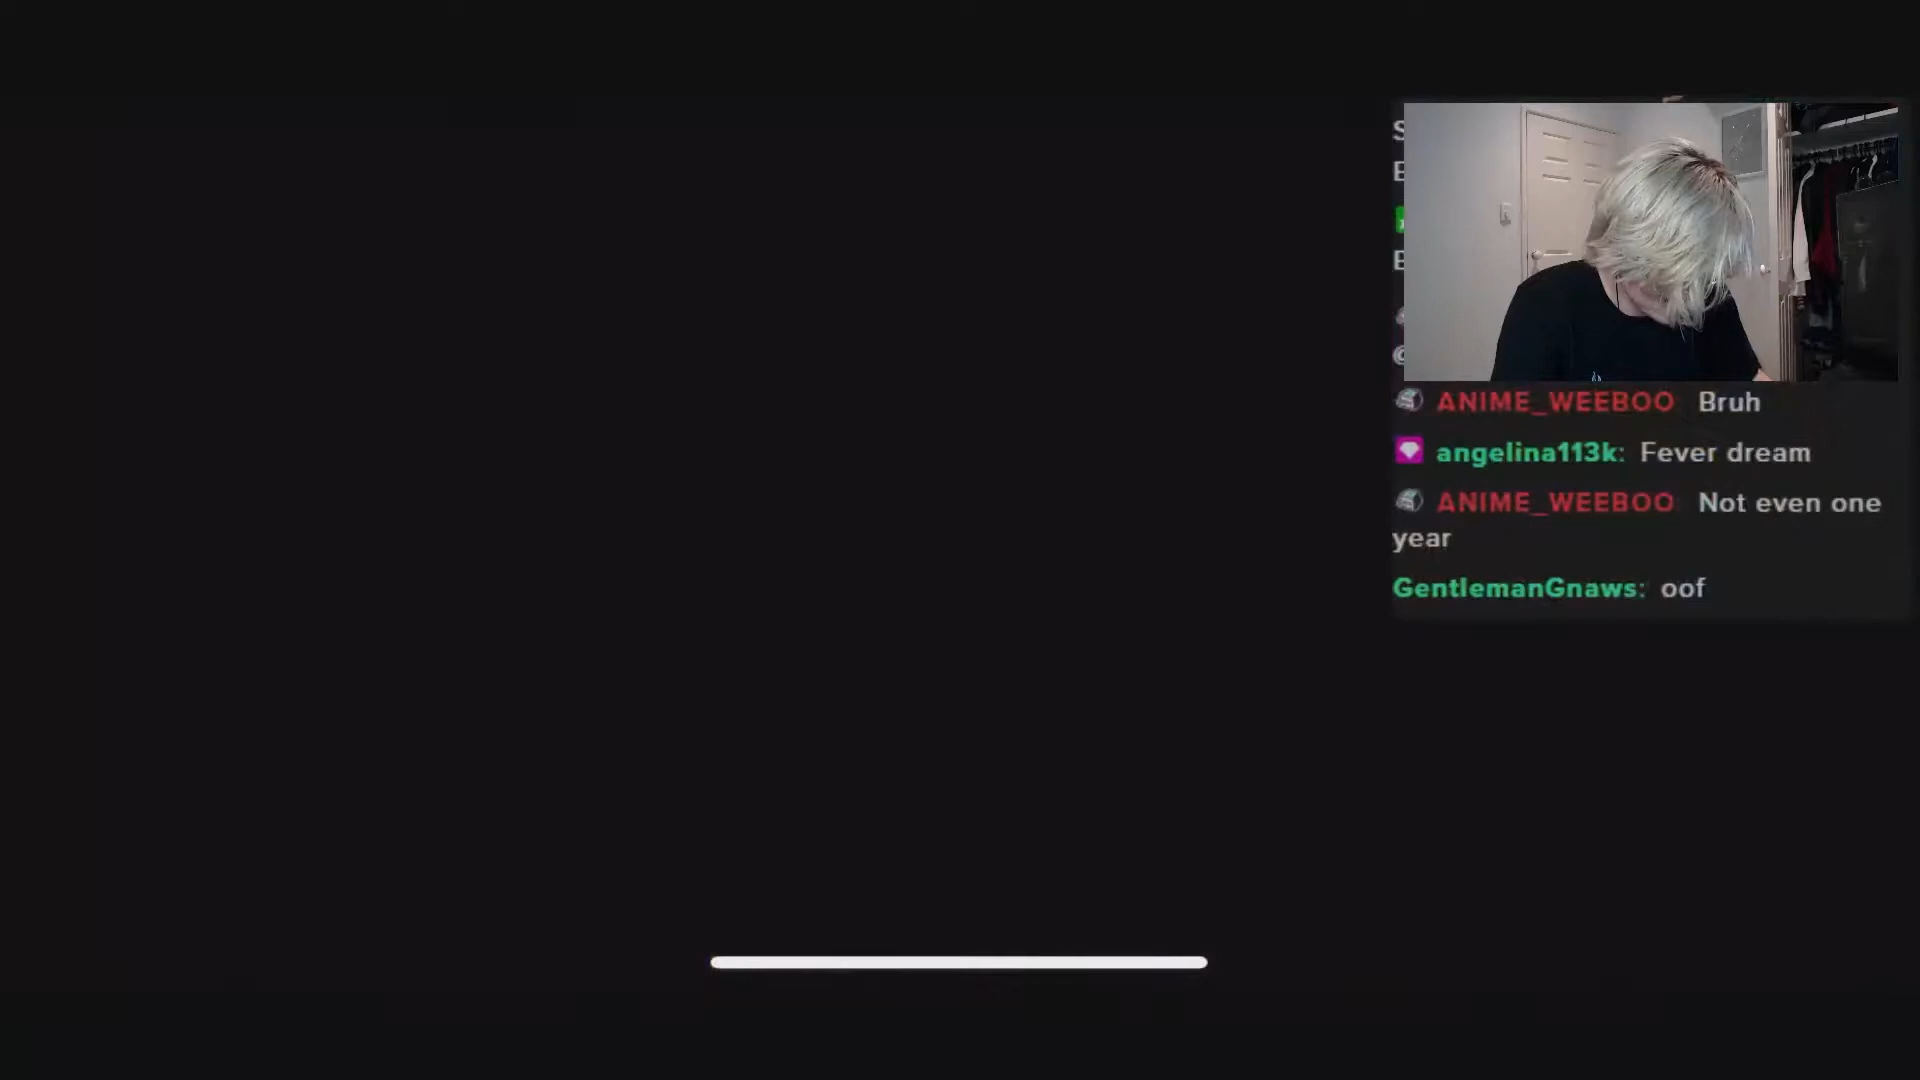 ANIME_WEEBOO Bruh
angelina113k: Fever dream
ANIME_WEEBOO Not even one
year
GentlemanGnaws: oof